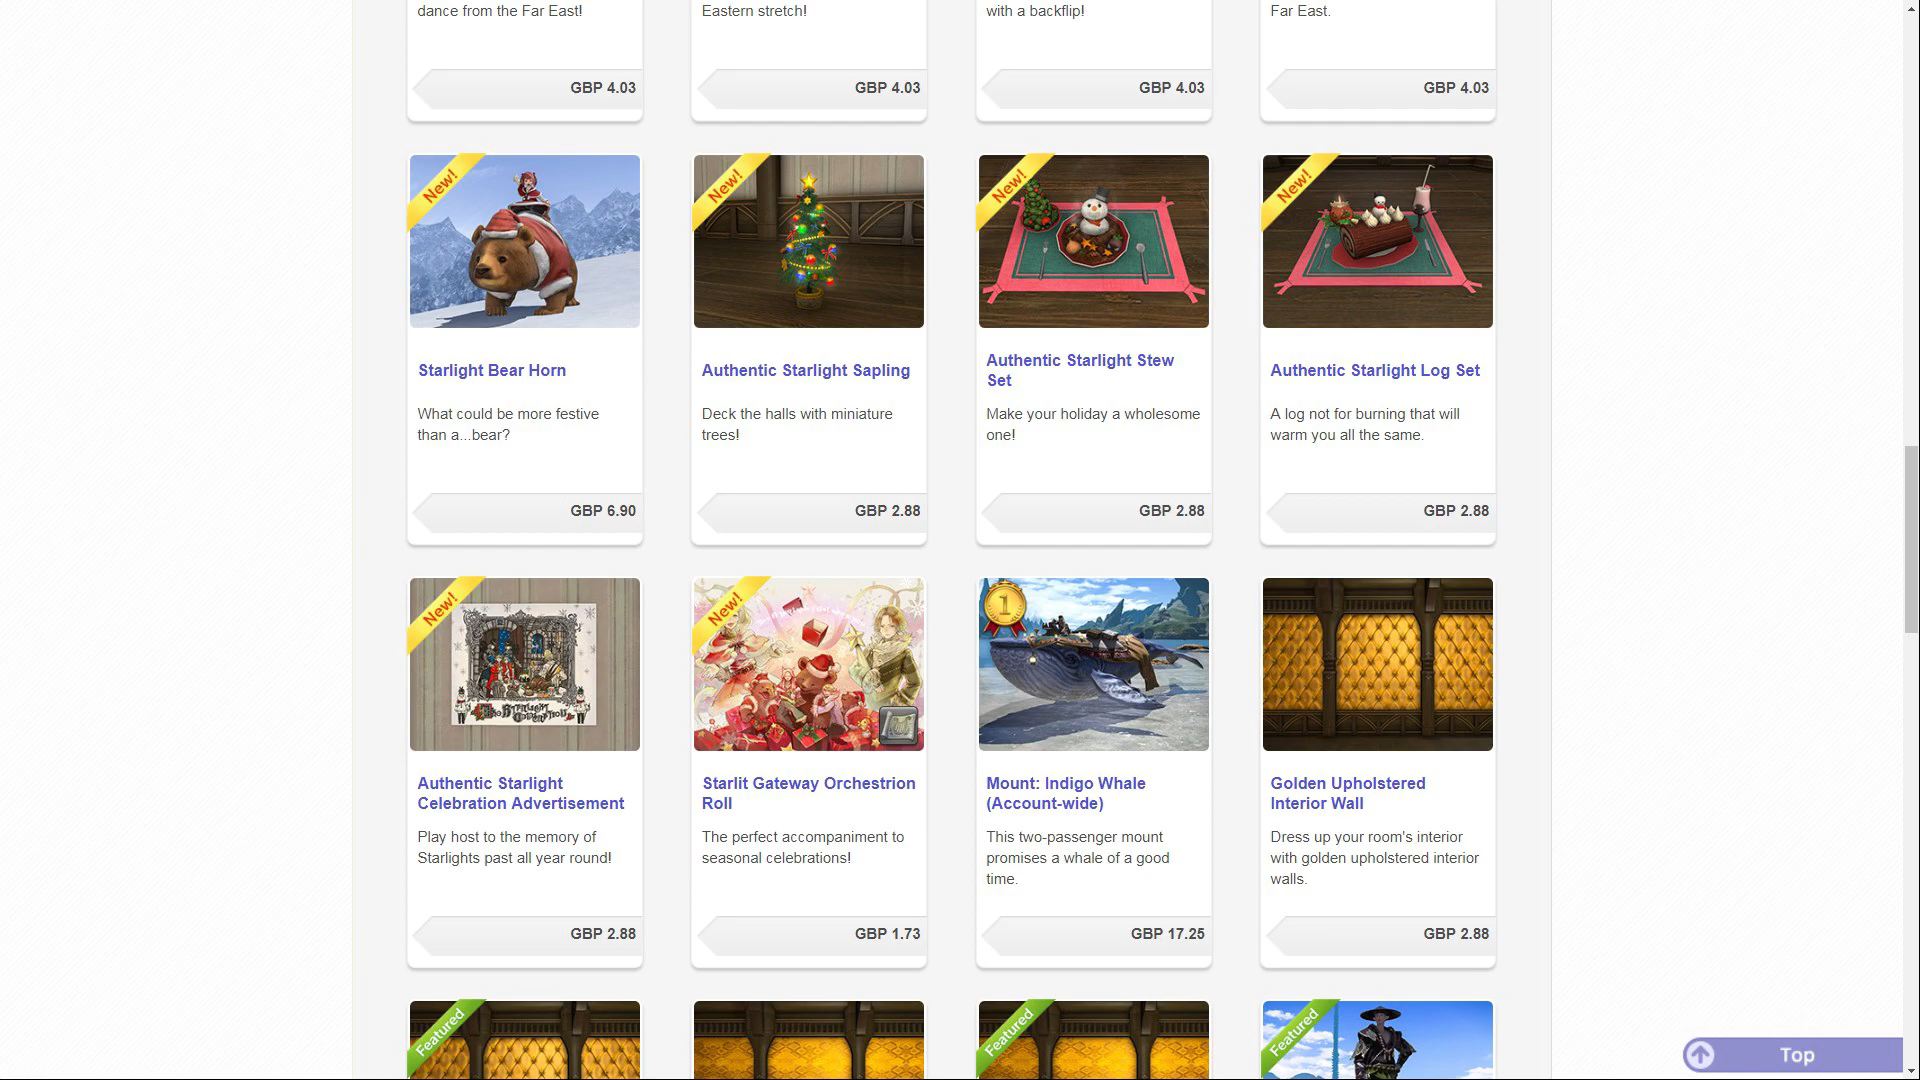 dance from the Far East!
Eastern stretch!
with a backflip!
Far East.
GBP 4.03
GBP 4.03
GBP 4.03
GBP 4.03
New!
New!
New!
New!
Starlight Bear Horn
What could be more festive
than a...bear?
GBP 6.90
Authentic Starlight Sapling
Deck the halls with miniature
trees!
GBP 2.88
Authentic Starlight Stew
Set
Make your holiday a wholesome
one!
GBP 2.88
Authentic Starlight Log Set
A log not for burning that will
warm you all the same.
GBP 2.88
New!
New!
1
The Starlight
Celebration
Authentic Starlight
Celebration Advertisement
Play host to the memory of
Starlights past all year round!
GBP 2.88
Starlit Gateway Orchestrion
Roll
The perfect accompaniment to
seasonal celebrations!
GBP 1.73
Mount: Indigo Whale
(Account-wide)
This two-passenger mount
promises a whale of a good
time.
GBP 17.25
Golden Upholstered
Interior Wall
Dress up your room's interior
with golden upholstered interior
walls.
GBP 2.88
Featured
Featured
Featured
Top